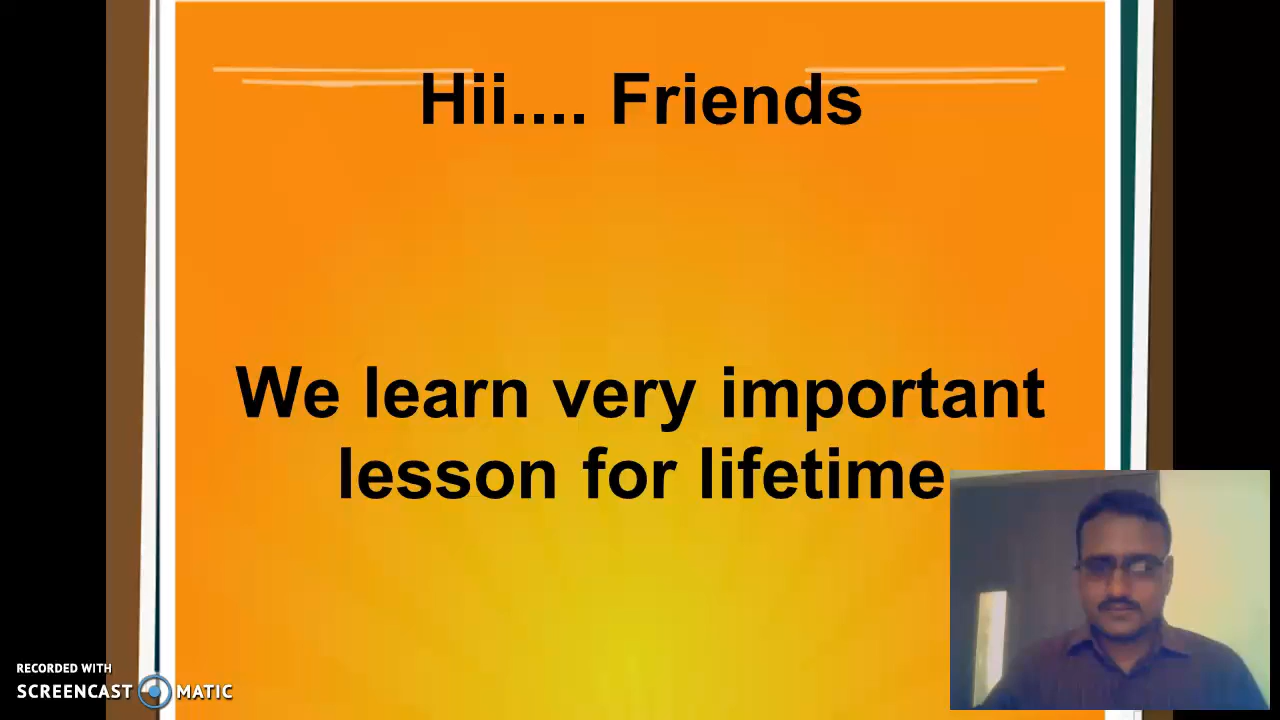 Hii.... Friends
We learn very important
lesson for lifetime
RECORDED WITH
SCREENCAST MATIC